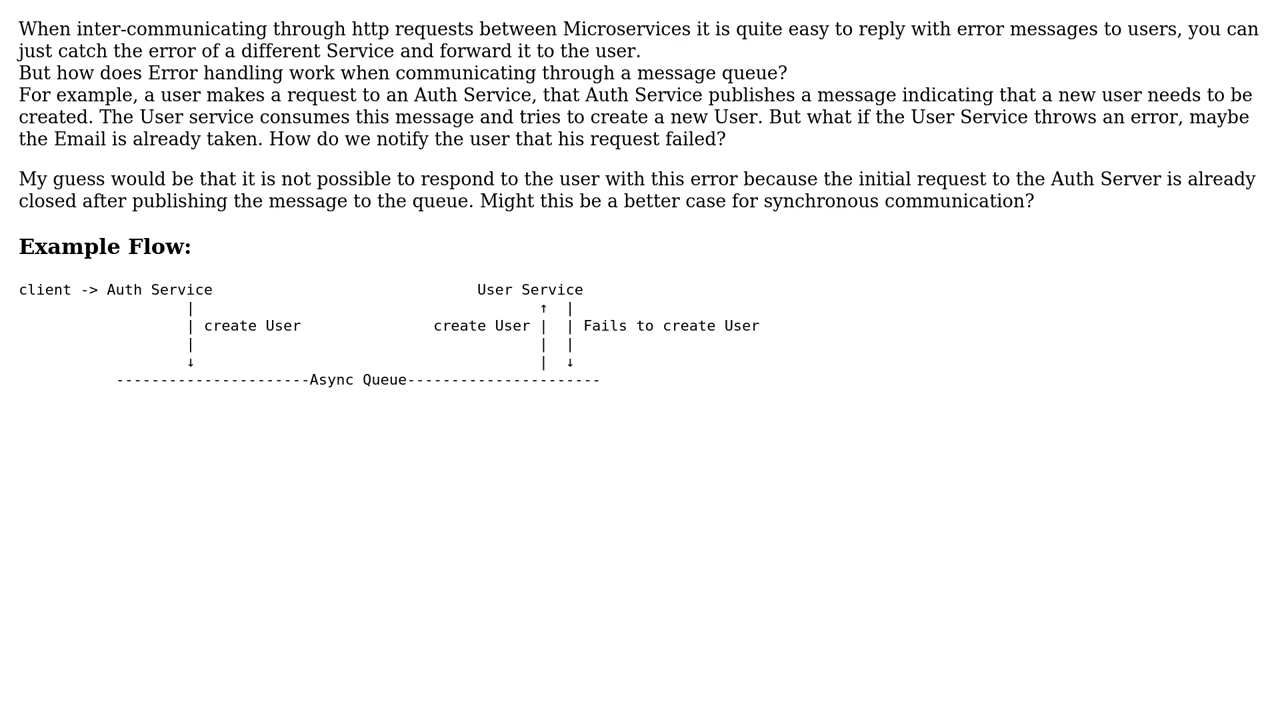 When inter-communicating through http requests between Microservices it is quite easy to reply with error messages to users, you can
just catch the error of a different Service and forward it to the user.
But how does Error handling work when communicating through a message queue?
For example, a user makes a request to an Auth Service, that Auth Service publishes a message indicating that a new user needs to be
created. The User service consumes this message and tries to create a new User. But what if the User Service throws an error, maybe
the Email is already taken. How do we notify the user that his request failed?

My guess would be that it is not possible to respond to the user with this error because the initial request to the Auth Server is already
closed after publishing the message to the queue. Might this be a better case for synchronous communication?

Example Flow:

client -> Auth Service                              User Service
                   |                                       ↑  |
                   | create User               create User |  | Fails to create User
                   |                                       |  |
                   ↓                                       |  ↓
           ----------------------Async Queue----------------------